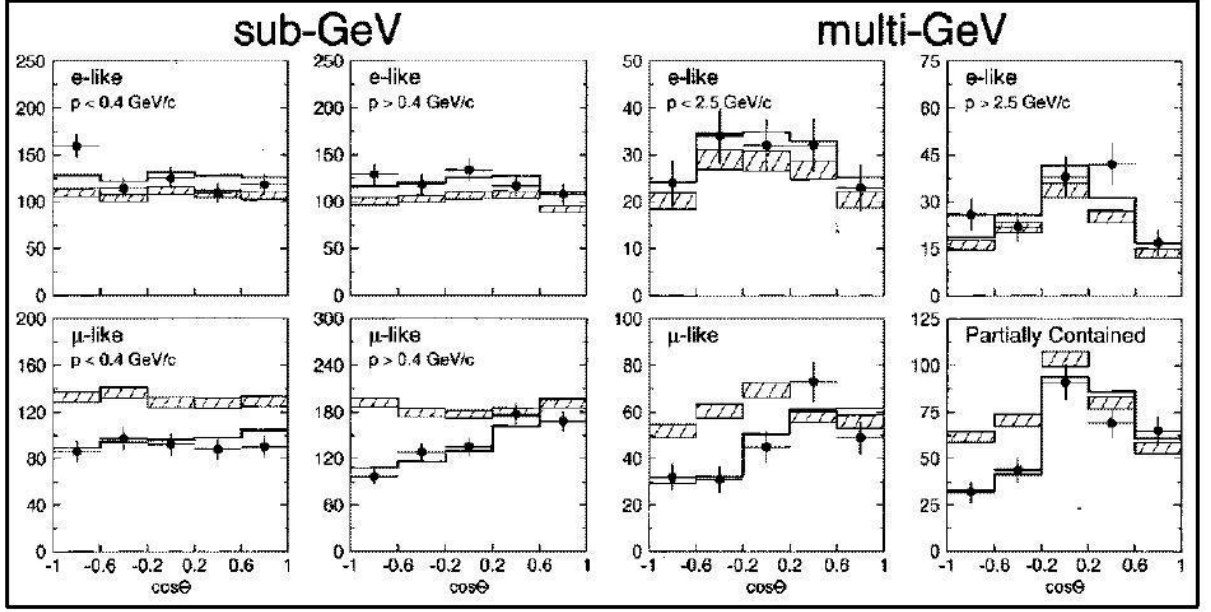 sub-GeV
multi-GeV
250
200
150
100
50
0
e-like
p < 0.4 GeV/c
250
200
150
100
50
0
e-like
p > 0.4 GeV/c
50
40
30
20
10
0
e-like
p < 2.5 GeV/c
75
60
45
30
15
0
e-like
p > 2.5 GeV/c
200
160
120
80
40
0
μ-like
p < 0.4 GeV/c
-1 -0.6 -0.2 0.2 0.6 1
cosΘ
300
240
180
120
60
0
μ-like
p > 0.4 GeV/c
-1 -0.6 -0.2 0.2 0.6 1
cosΘ
100
80
60
40
20
0
μ-like
-1 -0.6 -0.2 0.2 0.6 1
cosΘ
125
100
75
50
25
0
Partially Contained
-1 -0.6 -0.2 0.2 0.6 1
cosΘ